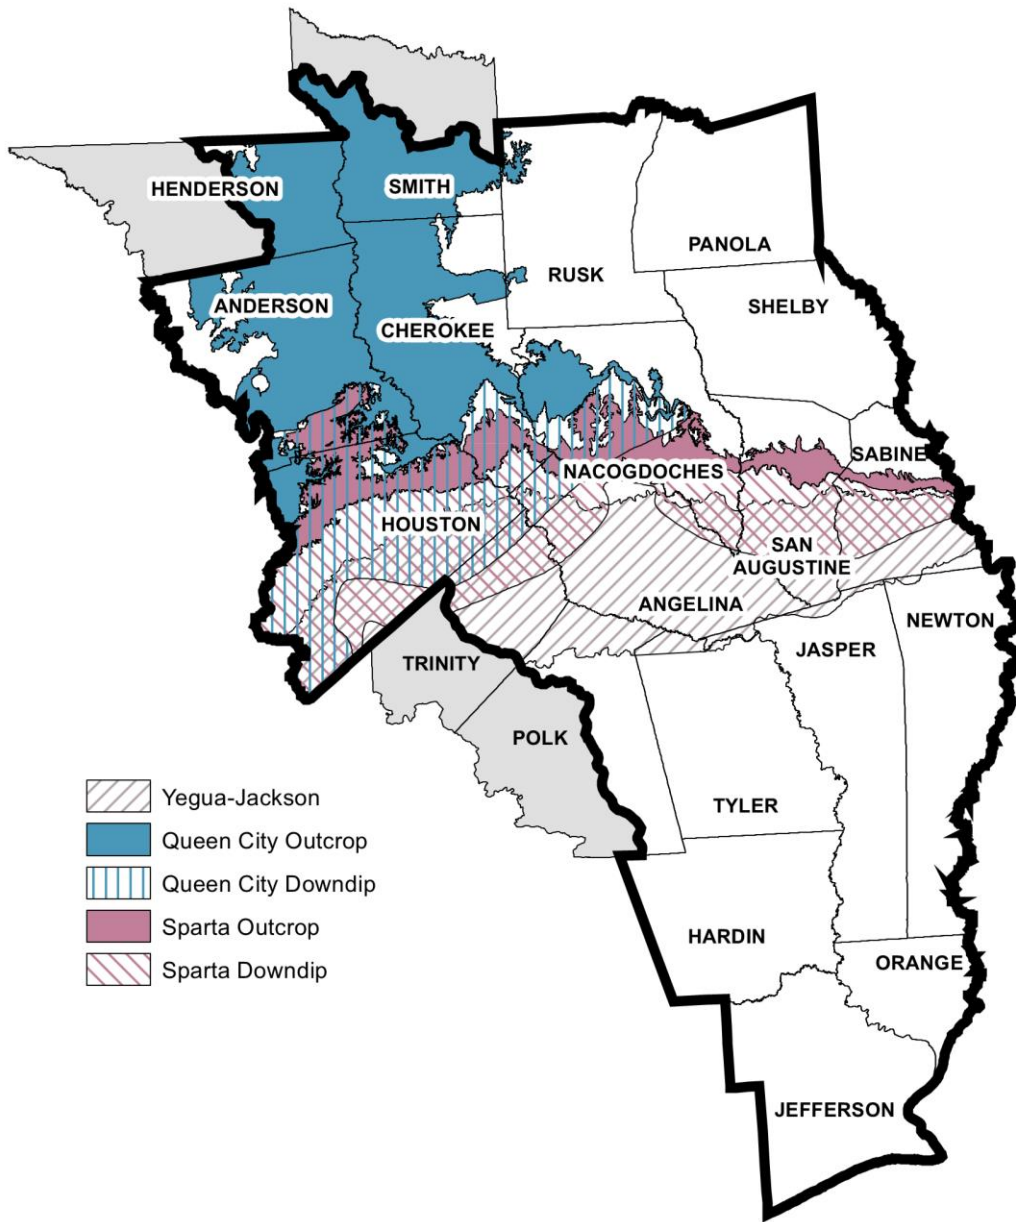 HENDERSON
SMITH
PANOLA
RUSK
ANDERSON
SHELBY
CHEROKEE
SABINE
NACOGDOCHES
HOUSTON
SAN
AUGUSTINE
ANGELINA
NEWTON
JASPER
TRINITY
POLK
TYLER
HARDIN
ORANGE
JEFFERSON
Yegua-Jackson
Queen City Outcrop
Queen City Downdip
Sparta Outcrop
Sparta Downdip